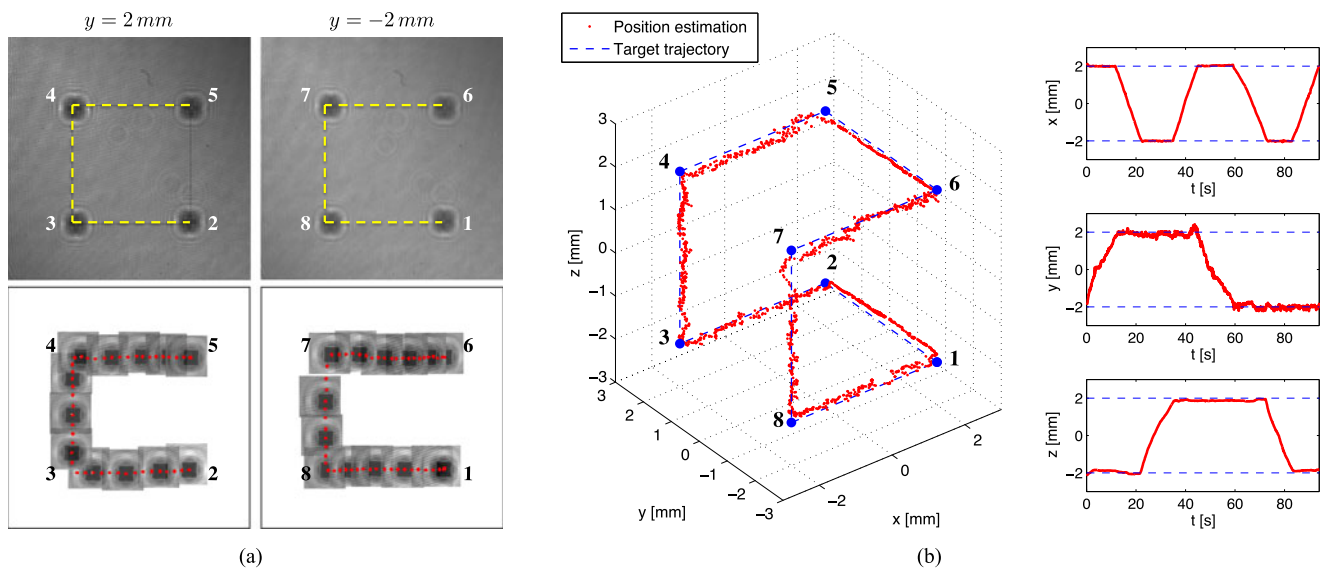 y = 2 mm
y = −2 mm
4
5
3
2
7
6
8
1
4
5
3
2
7
6
8
1
(a)
Position estimation
Target trajectory
3
2
1
0
−1
−2
−3
z [mm]
3
2
1
0
−1
−2
−3
y [mm]
−2
0
2
x [mm]
5
4
6
7
2
3
1
8
(b)
2
0
−2
x [mm]
0 20 40 60 80
t [s]
2
0
−2
y [mm]
0 20 40 60 80
t [s]
2
0
−2
z [mm]
0 20 40 60 80
t [s]